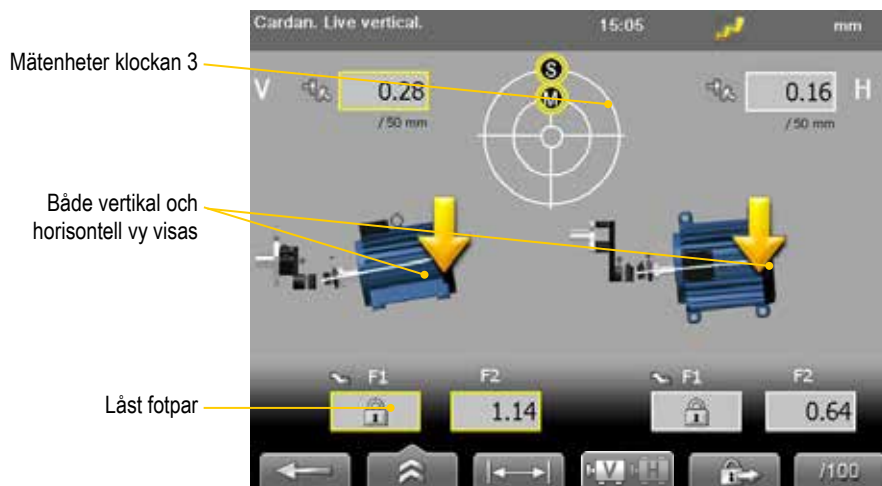 Cardan. Live vertical. 15:05 mm
Mätenheter klockan 3
V 0.28 S 0.16 H
/ 50 mm M / 50 mm
Både vertikal och
horisontell vy visas
F1 F2 F1 F2
Låst fotpar
1.14 0.64
V H /100